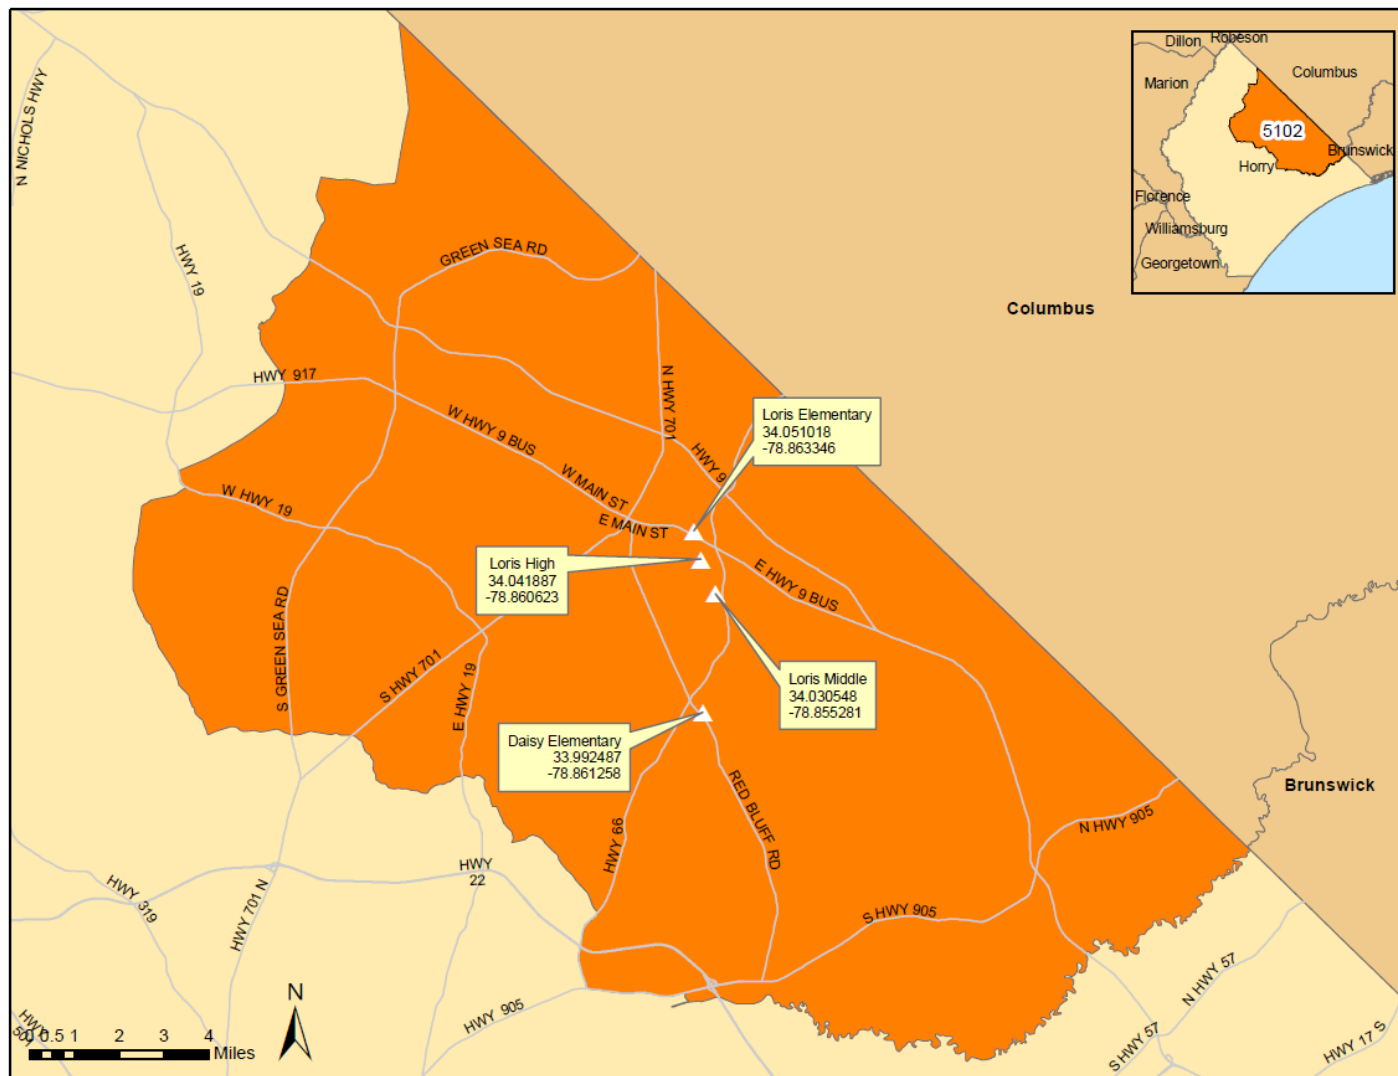 Robeson
Dillon
Columbus
Marion
5102
Brunswick
Horry
Florence
Williamsburg
Georgetown
N NICHOLS HWY
HWY 19
GREEN SEA RD
Columbus
HWY 917
N HWY 701
W HWY 9 BUS
Loris Elementary
34.051018
-78.863346
HWY 9
W HWY 19
W MAIN ST
E MAIN ST
Loris High
34.041887
-78.860623
E HWY 9 BUS
S GREEN SEA RD
S HWY 701
E HWY 19
Loris Middle
34.030548
-78.855281
Daisy Elementary
33.992487
-78.861258
Brunswick
RED BLUFF RD
HWY 66
N HWY 905
HWY
22
HWY 319
HWY 701 N
S HWY 905
N HWY 57
N
HWY 905
HWY
501
0 0.5 1 2 3 4
Miles
S HWY 57
HWY 17 S